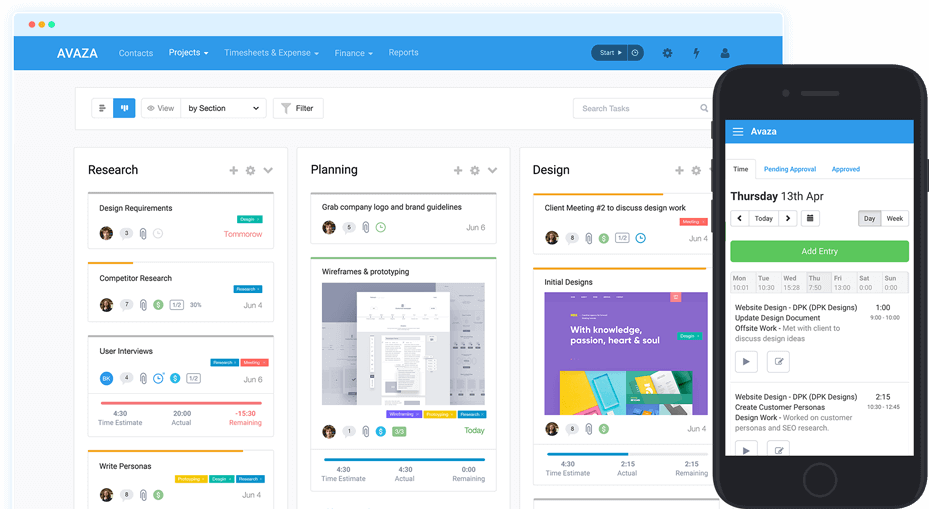 AVAZA
Contacts
Projects
Timesheets & Expense
Finance
Reports
Start
View
by Section
Filter
Search Tasks
Research
Design Requirements
Design
3
Tommorow
Competitor Research
Research
7
1/2
30%
Jun 4
User Interviews
Research
Meeting
BK
4
1/2
Jun 6
4:30
20:00
-15:30
Time Estimate
Actual
Remaining
Write Personas
Prototyping
Design
Research
8
Jun 4
Planning
Grab company logo and brand guidelines
5
Jun 6
Wireframes & prototyping
Wireframing
Prototyping
Research
1
3/3
Today
4:30
4:30
0:00
Time Estimate
Actual
Remaining
Design
Client Meeting #2 to discuss design work
Meeting
8
1/2
Jun 4
Initial Designs
With knowledge,
passion, heart & soul
Design
8
Jun 4
4:30
2:15
2:15
Time Estimate
Actual
Remaining
Avaza
Time
Pending Approval
Approved
Thursday 13th Apr
Today
Day
Week
Add Entry
Mon
Tue
Wed
Thu
Fri
Sat
Sun
10:01
10:30
15:28
7:50
13:00
0:00
0:00
Website Design - DPK (DPK Designs)
1:00
Update Design Document
9:00 - 10:00
Offsite Work - Met with client to
discuss design ideas
Website Design - DPK (DPK Designs)
2:15
Create Customer Personas
10:30 - 12:45
Design Work - Worked on customer
personas and SEO research.